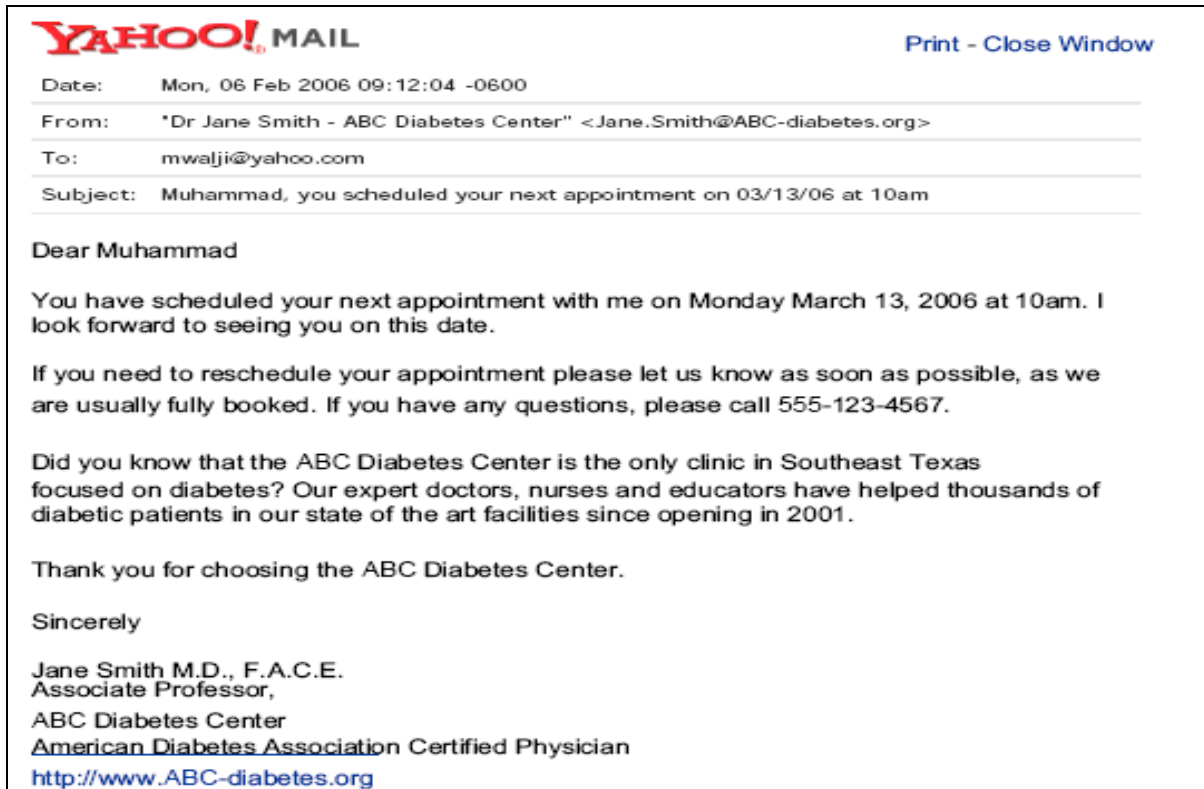 YAHOO! MAIL
Print - Close Window
Date: Mon, 06 Feb 2006 09:12:04 -0600
From: "Dr Jane Smith - ABC Diabetes Center" <Jane.Smith@ABC-diabetes.org>
To: mwalji@yahoo.com
Subject: Muhammad, you scheduled your next appointment on 03/13/06 at 10am
Dear Muhammad
You have scheduled your next appointment with me on Monday March 13, 2006 at 10am. I
look forward to seeing you on this date.
If you need to reschedule your appointment please let us know as soon as possible, as we
are usually fully booked. If you have any questions, please call 555-123-4567.
Did you know that the ABC Diabetes Center is the only clinic in Southeast Texas
focused on diabetes? Our expert doctors, nurses and educators have helped thousands of
diabetic patients in our state of the art facilities since opening in 2001.
Thank you for choosing the ABC Diabetes Center.
Sincerely
Jane Smith M.D., F.A.C.E.
Associate Professor,
ABC Diabetes Center
American Diabetes Association Certified Physician
http://www.ABC-diabetes.org